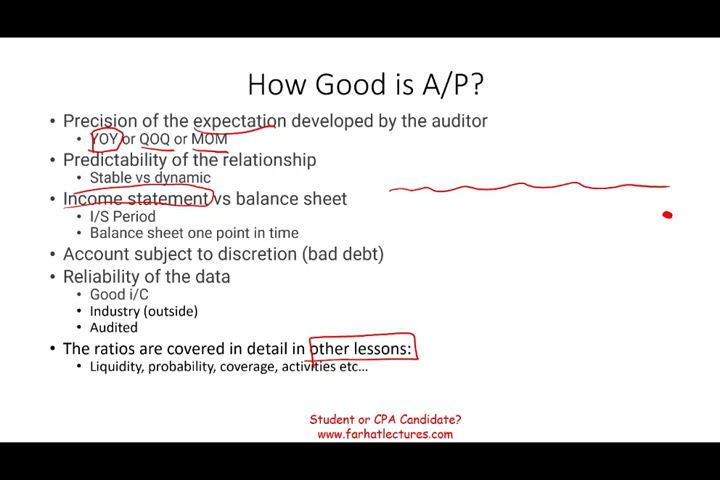 How Good is A/P?
• Precision of the expectation developed by the auditor
• YOY or QOQ or MOM
• Predictability of the relationship
• Stable vs dynamic
• Income statement vs balance sheet
• I/S Period
• Balance sheet one point in time
• Account subject to discretion (bad debt)
• Reliability of the data
• Good i/C
• Industry (outside)
• Audited
• The ratios are covered in detail in other lessons:
• Liquidity, probability, coverage, activities etc...
Student or CPA Candidate?
www.farhatlectures.com